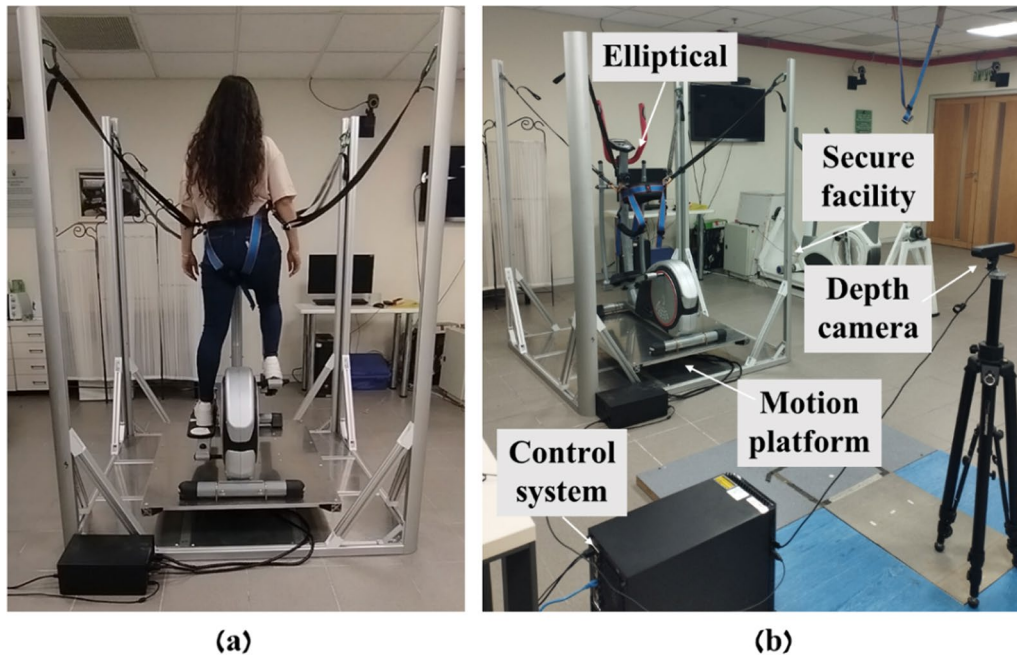 Elliptical
Secure
facility
Depth
camera
Motion
platform
Control
system
(a)
(b)